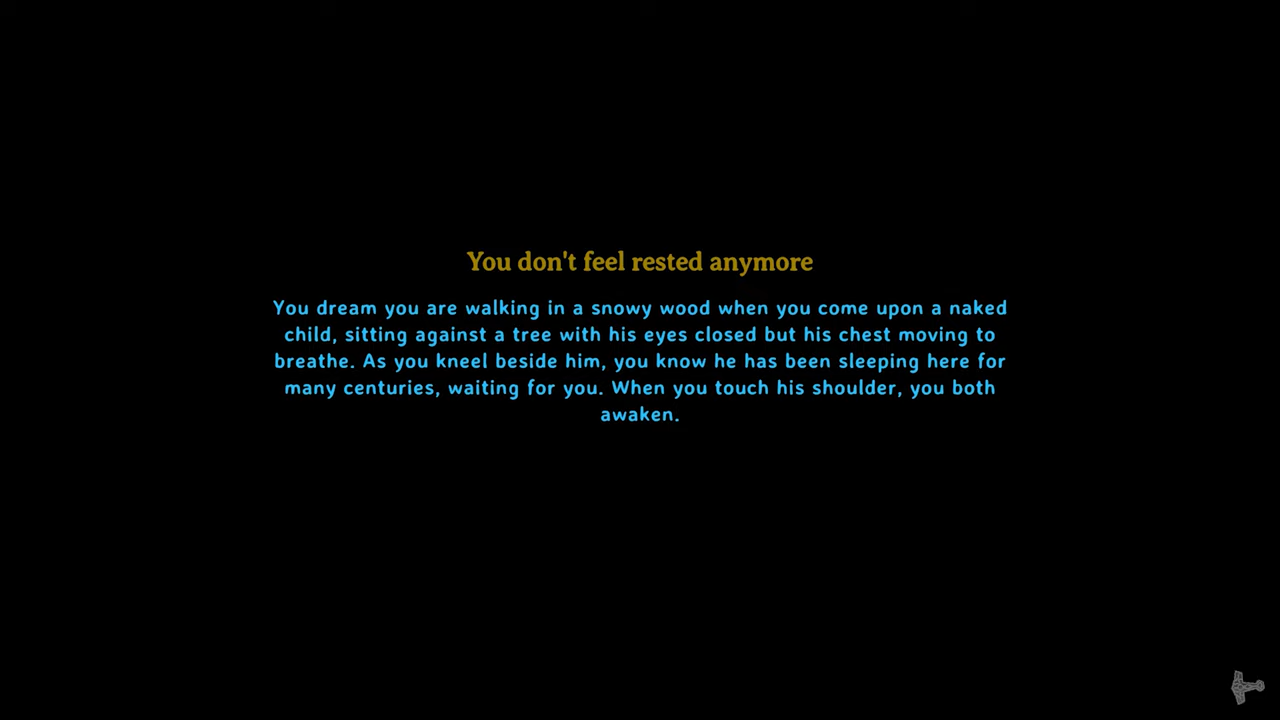 You don't feel rested anymore
You dream you are walking in a snowy wood when you come upon a naked
child, sitting against a tree with his eyes closed but his chest moving to
breathe. As you kneel beside him, you know he has been sleeping here for
many centuries, waiting for you. When you touch his shoulder, you both
awaken.